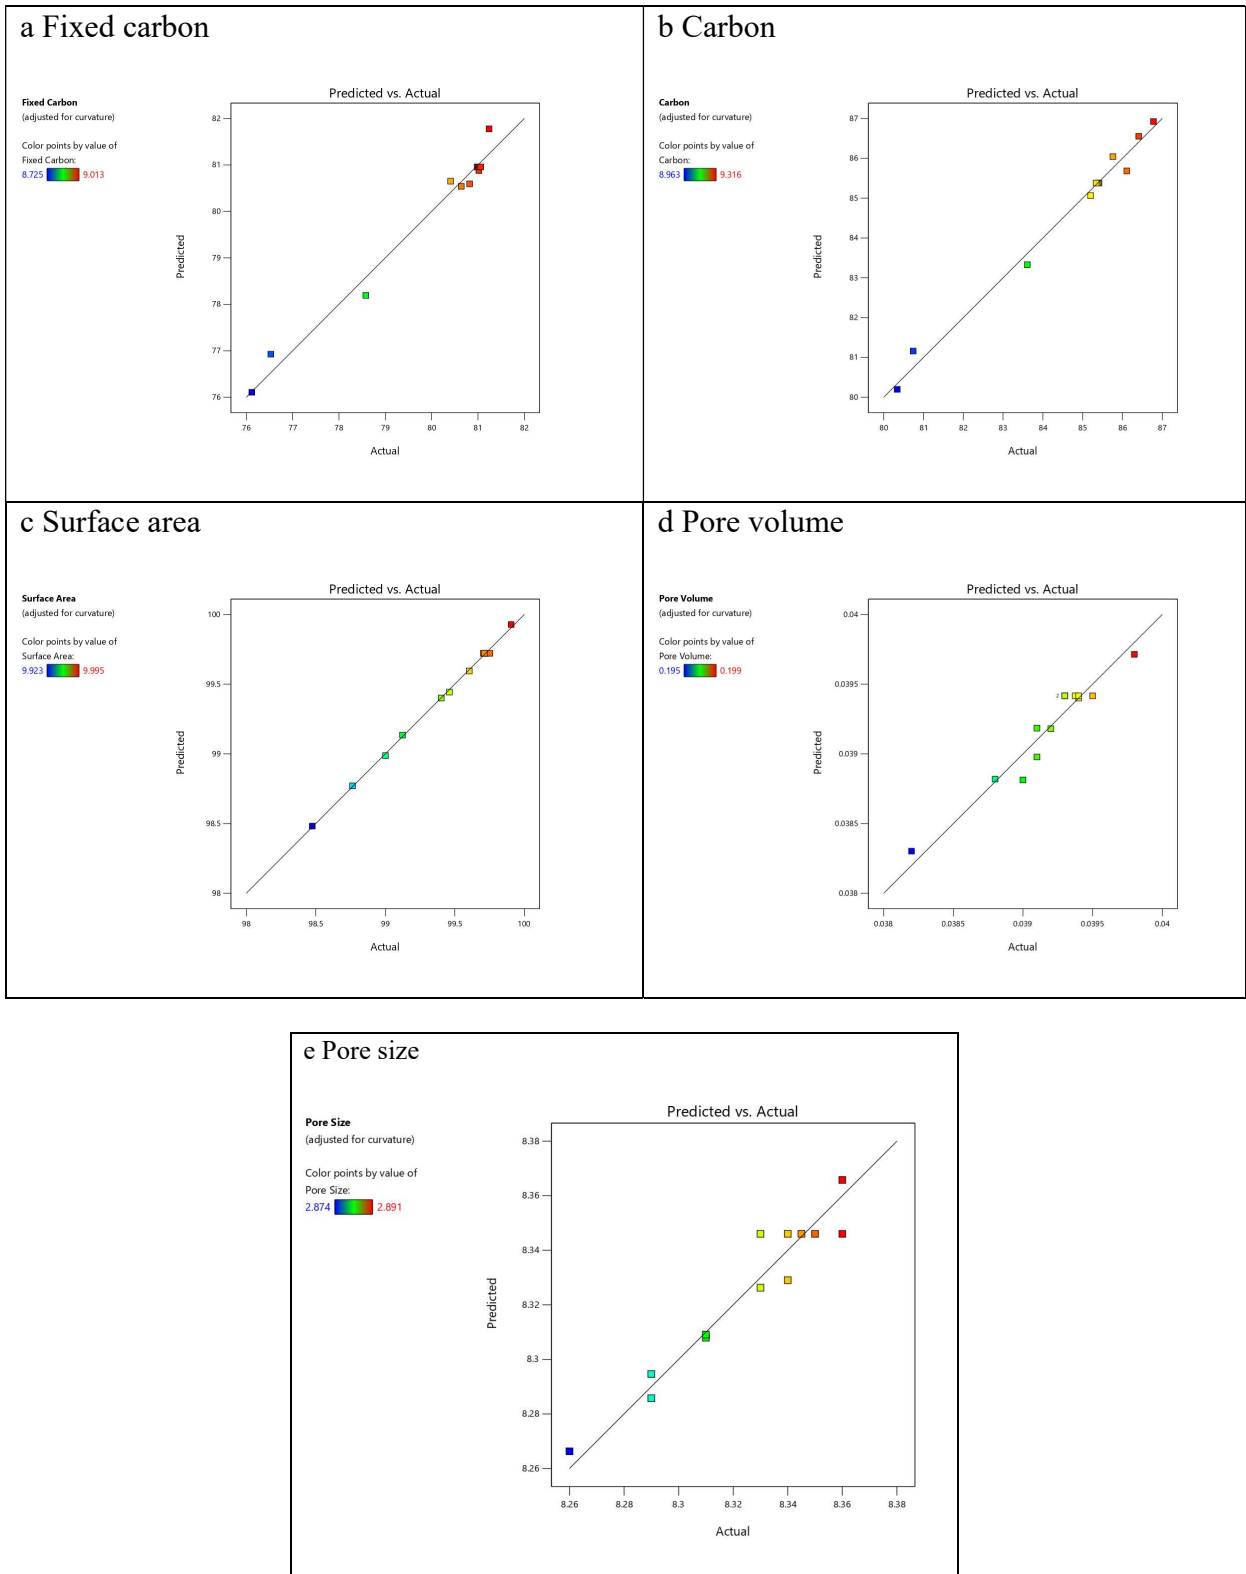 a Fixed carbon
Fixed Carbon
(adjusted for curvature)
Color points by value of
Fixed Carbon:
8.725 9.013
Predicted vs. Actual
82
81
80
79
78
77
76
Predicted
76 77 78 79 80 81 82
Actual
b Carbon
Carbon
(adjusted for curvature)
Color points by value of
Carbon:
8.963 9.316
Predicted vs. Actual
87
86
85
84
83
82
81
80
Predicted
80 81 82 83 84 85 86 87
Actual
c Surface area
Surface Area
(adjusted for curvature)
Color points by value of
Surface Area:
9.923 9.995
Predicted vs. Actual
100
99.5
99
98.5
98
Predicted
98 98.5 99 99.5 100
Actual
d Pore volume
Pore Volume
(adjusted for curvature)
Color points by value of
Pore Volume:
0.195 0.199
Predicted vs. Actual
0.04
0.0395
2
0.039
0.0385
0.038
Predicted
0.038 0.0385 0.039 0.0395 0.04
Actual
e Pore size
Pore Size
(adjusted for curvature)
Color points by value of
Pore Size:
2.874 2.891
Predicted vs. Actual
8.38
8.36
8.34
8.32
8.3
8.28
8.26
Predicted
8.26 8.28 8.3 8.32 8.34 8.36 8.38
Actual